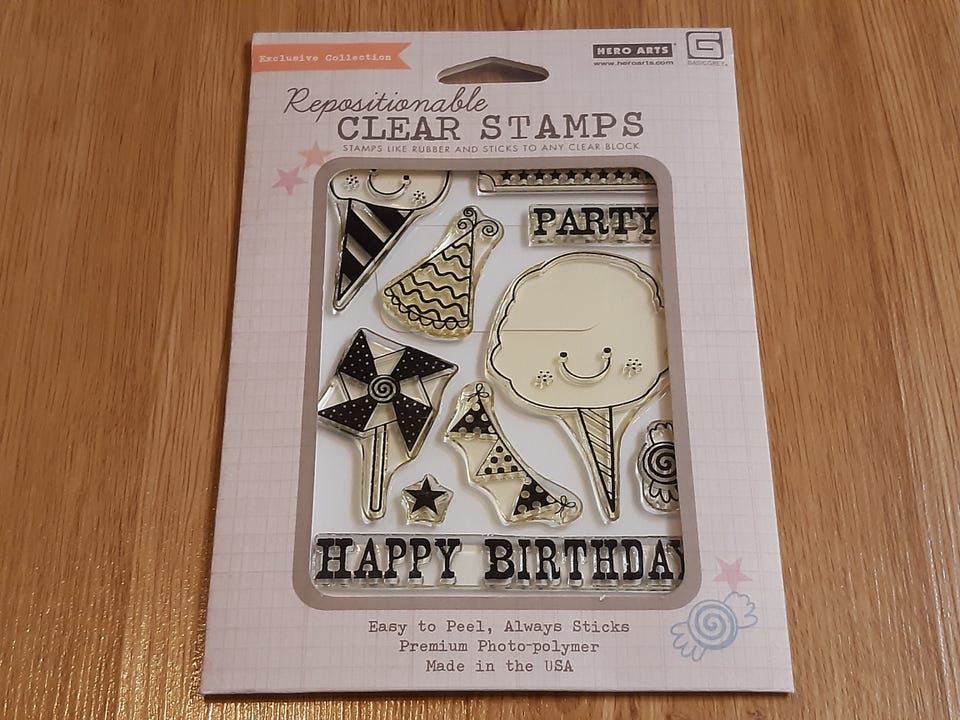 Exclusive Collection
HERO ARTS®
www.heroarts.com
BASICGREY®
Repositionable
CLEAR STAMPS
STAMPS LIKE RUBBER AND STICKS TO ANY CLEAR BLOCK
PARTY
HAPPY BIRTHDAY
Easy to Peel, Always Sticks
Premium Photo-polymer
Made in the USA